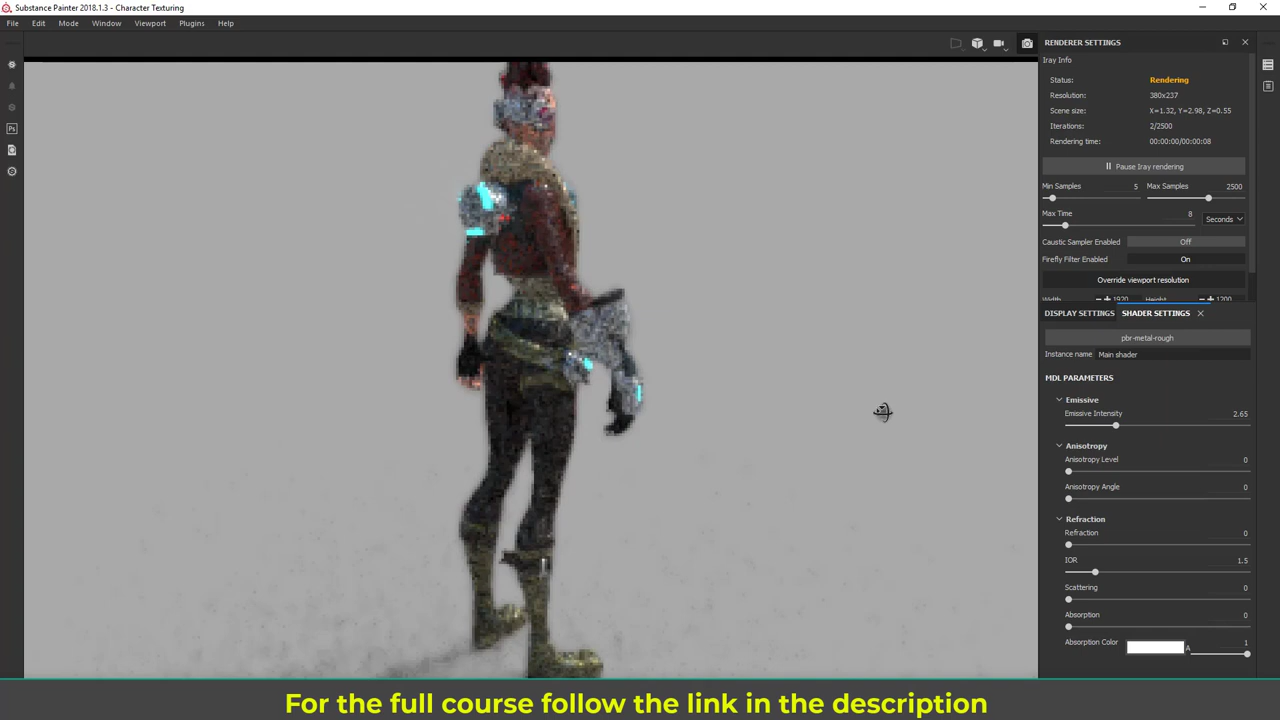 Substance Painter 2018.1.3 - Character Texturing
File Edit Mode Window Viewport Plugins Help
RENDERER SETTINGS
Iray Info
Status: Rendering
Resolution: 380x237
Scene size: X=1.32, Y=2.98, Z=0.55
Iterations: 2/2500
Rendering time: 00:00:00/00:00:08
Pause Iray rendering
Min Samples 5 Max Samples 2500
Max Time 8 Seconds
Caustic Sampler Enabled Off
Firefly Filter Enabled On
Override viewport resolution
Width 1920 Height 1200
DISPLAY SETTINGS SHADER SETTINGS
pbr-metal-rough
Instance name Main shader
MDL PARAMETERS
Emissive
Emissive Intensity 2.65
Anisotropy
Anisotropy Level 0
Anisotropy Angle 0
Refraction
Refraction 0
IOR 1.5
Scattering 0
Absorption 0
Absorption Color A 1
Ps
For the full course follow the link in the description